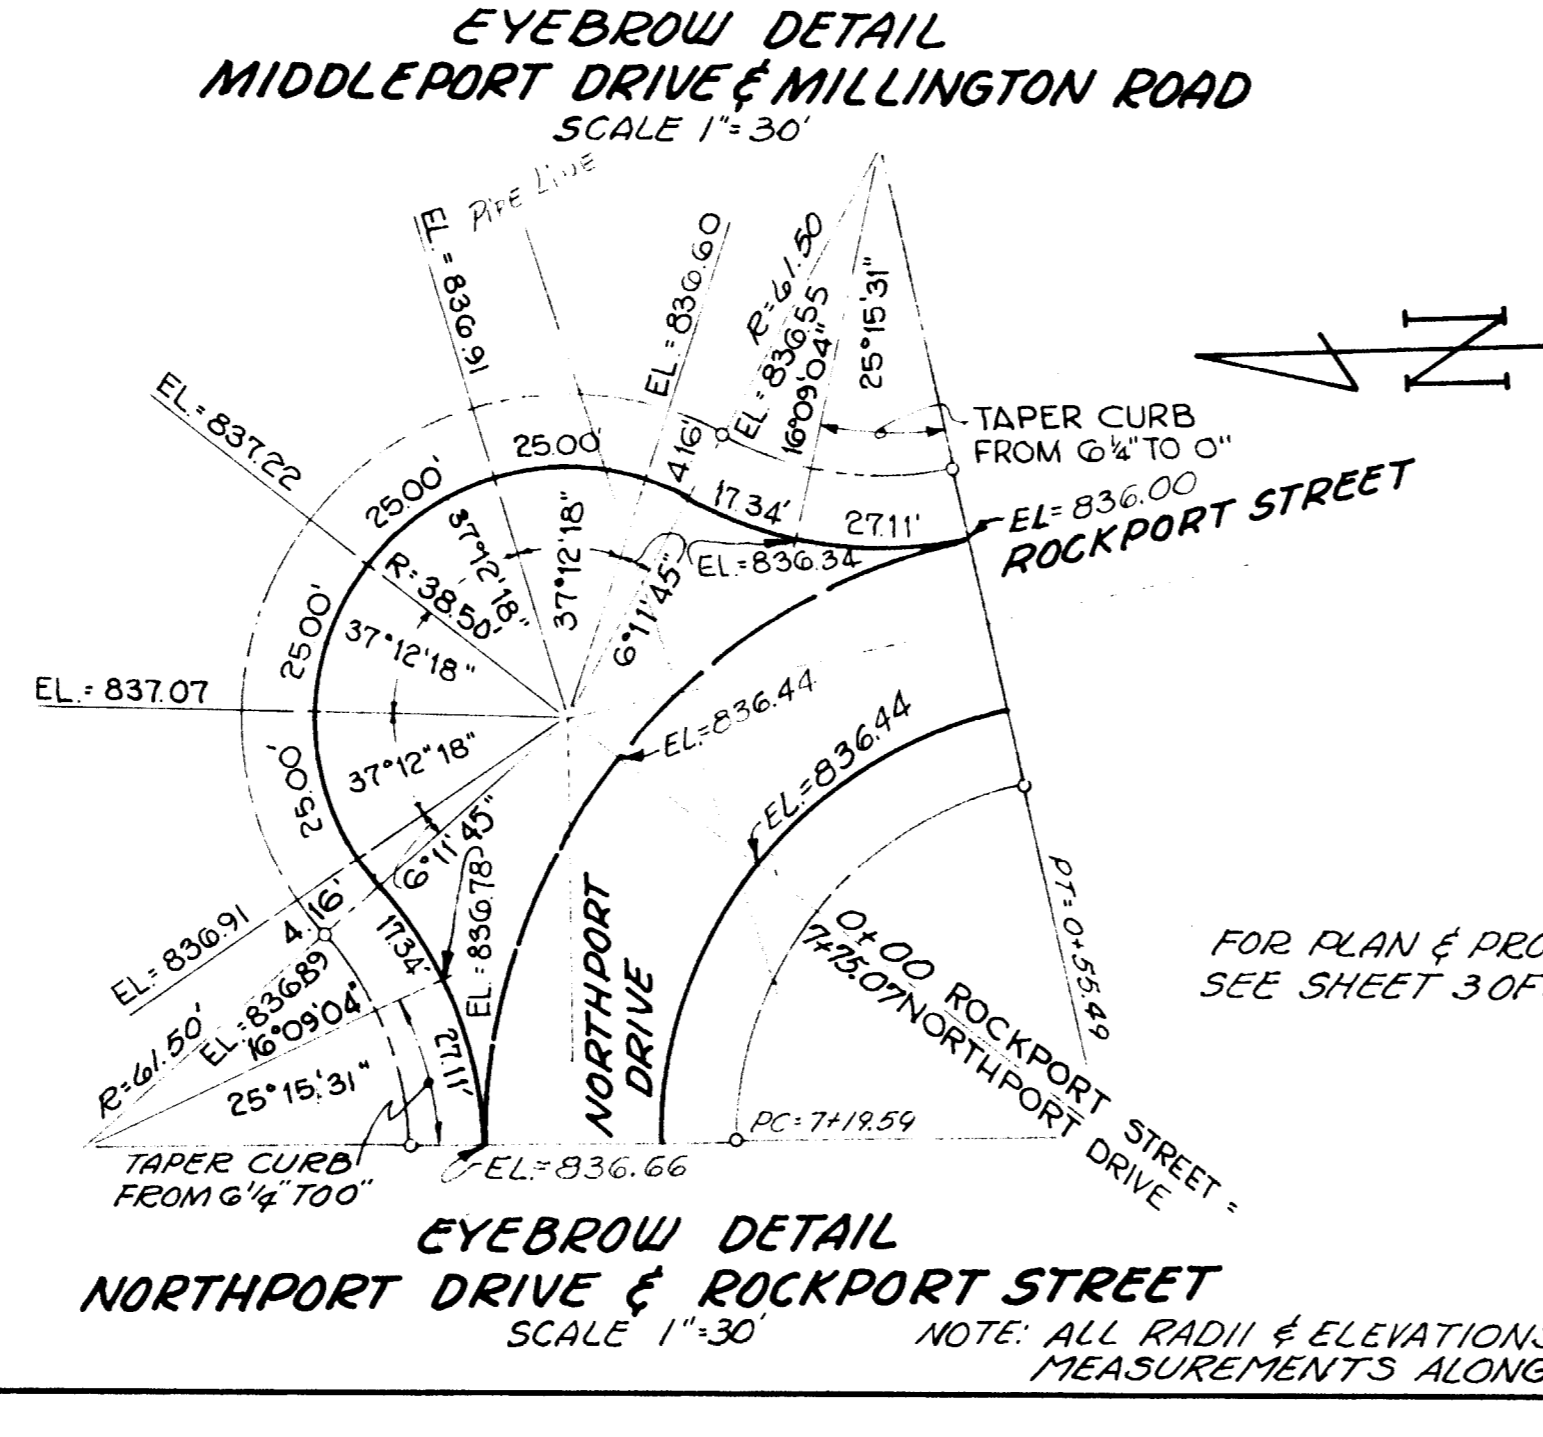 EYEBROW DETAIL
MIDDLEPORT DRIVE & MILLINGTON ROAD
SCALE 1"=30'
PIPE LINE
EL.=836.91
EL.=836.60
R=61.50
EL.=836.55
16°09'04"
25°15'31"
EL.=837.22
TAPER CURB
FROM 6¼" TO 0"
25.00'
25.00'
4.16'
17.34'
27.11'
EL=836.00
ROCKPORT STREET
37°12'18"
37°12'18"
R=38.50'
EL.=836.34
6°11'45"
25.00'
37°12'18"
EL.=837.07
EL.=836.44
EL.=836.44
37°12"18"
25.00'
6°11'45"
EL.=836.78
EL.=836.91
4.16'
17.34'
EL.=836.89
R=61.50'
16°09'04"
25°15'31"
27.11'
NORTHPORT
DRIVE
PT=0+55.49
0+00 ROCKPORT STREET =
7+75.07 NORTHPORT DRIVE
FOR PLAN & PRO
SEE SHEET 3 OF
PC=7+19.59
TAPER CURB
FROM 6¼" TO 0"
EL.=836.66
EYEBROW DETAIL
NORTHPORT DRIVE & ROCKPORT STREET
SCALE 1"=30'
NOTE: ALL RADII & ELEVATIONS
MEASUREMENTS ALONG
N